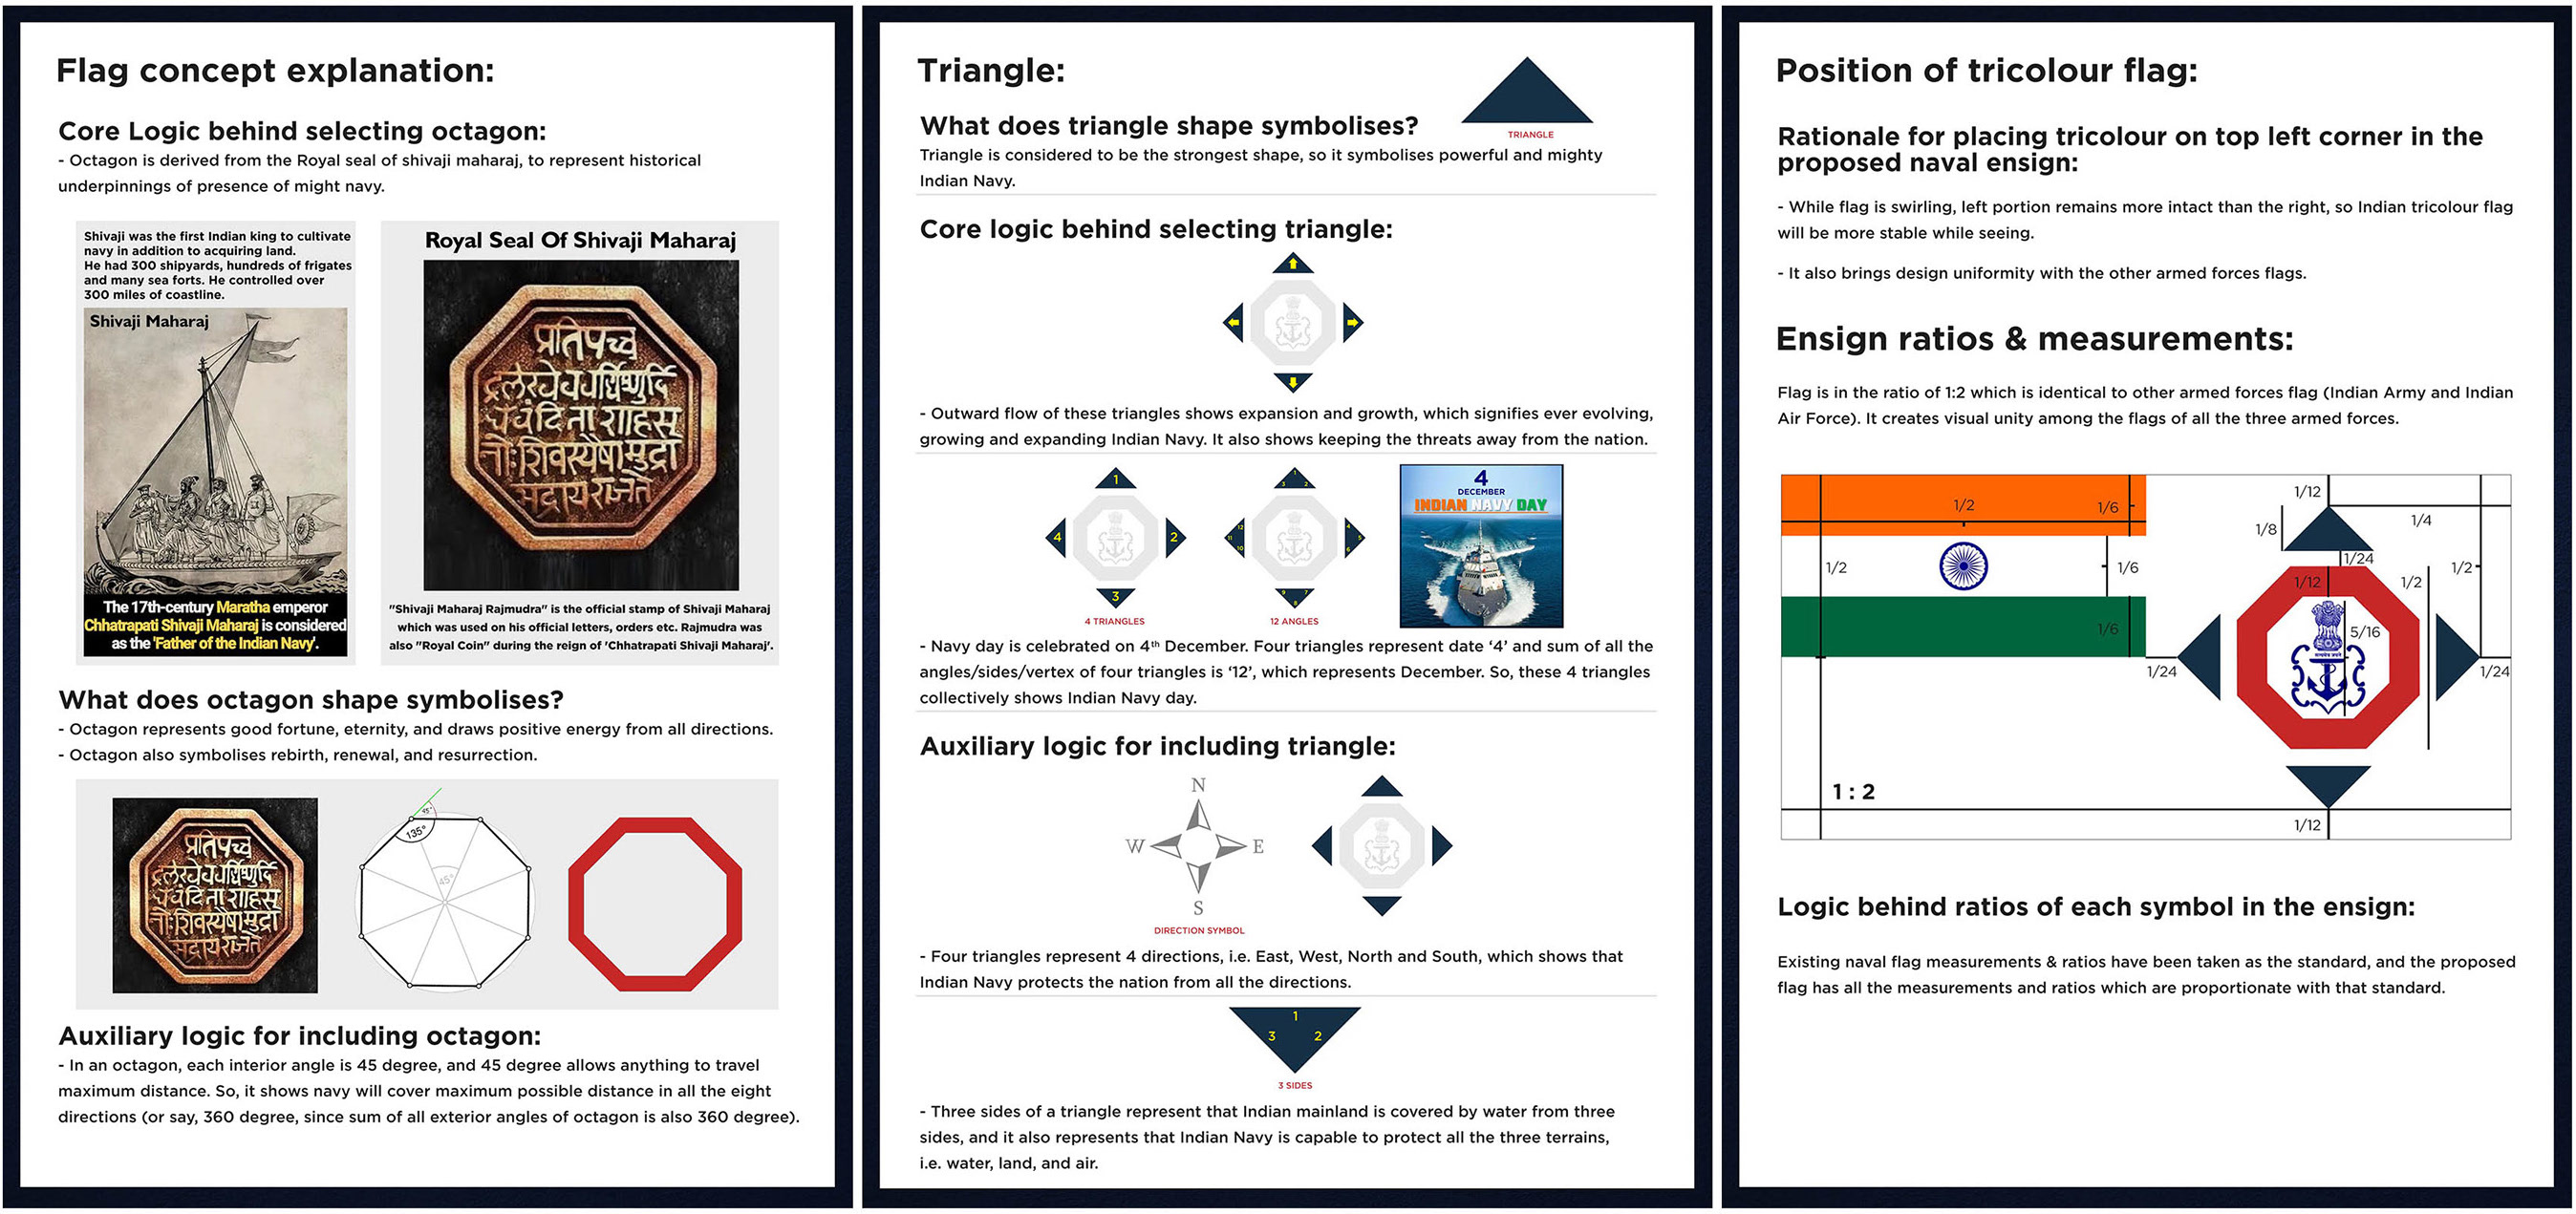 Flag concept explanation:
Core Logic behind selecting octagon:
- Octagon is derived from the Royal seal of shivaji maharaj, to represent historical
underpinnings of presence of might navy.
Shivaji was the first Indian king to cultivate
navy in addition to acquiring land.
He had 300 shipyards, hundreds of frigates
and many sea forts. He controlled over
300 miles of coastline.
Shivaji Maharaj
The 17th-century Maratha emperor
Chhatrapati Shivaji Maharaj is considered
as the 'Father of the Indian Navy'.
Royal Seal Of Shivaji Maharaj
"Shivaji Maharaj Rajmudra" is the official stamp of Shivaji Maharaj
which was used on his official letters, orders etc. Rajmudra was
also "Royal Coin" during the reign of 'Chhatrapati Shivaji Maharaj'.
What does octagon shape symbolises?
- Octagon represents good fortune, eternity, and draws positive energy from all directions.
- Octagon also symbolises rebirth, renewal, and resurrection.
45°
135°
45°
Auxiliary logic for including octagon:
- In an octagon, each interior angle is 45 degree, and 45 degree allows anything to travel
maximum distance. So, it shows navy will cover maximum possible distance in all the eight
directions (or say, 360 degree, since sum of all exterior angles of octagon is also 360 degree).
Triangle:
What does triangle shape symbolises?
TRIANGLE
Triangle is considered to be the strongest shape, so it symbolises powerful and mighty
Indian Navy.
Core logic behind selecting triangle:
- Outward flow of these triangles shows expansion and growth, which signifies ever evolving,
growing and expanding Indian Navy. It also shows keeping the threats away from the nation.
1
4
2
3
4 TRIANGLES
12 ANGLES
4
DECEMBER
INDIAN NAVY DAY
- Navy day is celebrated on 4th December. Four triangles represent date ‘4’ and sum of all the
angles/sides/vertex of four triangles is ‘12’, which represents December. So, these 4 triangles
collectively shows Indian Navy day.
Auxiliary logic for including triangle:
N
W
E
S
DIRECTION SYMBOL
- Four triangles represent 4 directions, i.e. East, West, North and South, which shows that
Indian Navy protects the nation from all the directions.
1
3 2
3 SIDES
- Three sides of a triangle represent that Indian mainland is covered by water from three
sides, and it also represents that Indian Navy is capable to protect all the three terrains,
i.e. water, land, and air.
Position of tricolour flag:
Rationale for placing tricolour on top left corner in the
proposed naval ensign:
- While flag is swirling, left portion remains more intact than the right, so Indian tricolour flag
will be more stable while seeing.
- It also brings design uniformity with the other armed forces flags.
Ensign ratios & measurements:
Flag is in the ratio of 1:2 which is identical to other armed forces flag (Indian Army and Indian
Air Force). It creates visual unity among the flags of all the three armed forces.
1/2
1/6
1/12
1/8
1/4
1/24
1/2
1/6
1/12
1/2
1/2
1/6
5/16
1/24
1/24
1 : 2
1/12
Logic behind ratios of each symbol in the ensign:
Existing naval flag measurements & ratios have been taken as the standard, and the proposed
flag has all the measurements and ratios which are proportionate with that standard.